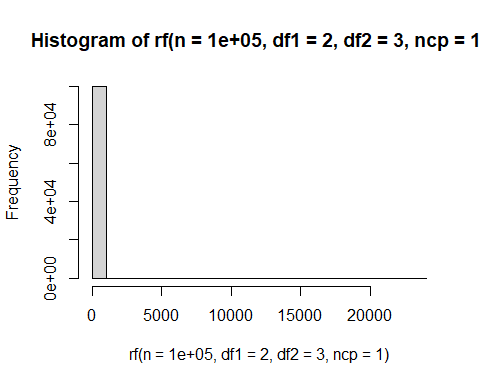 Histogram of rf(n = 1e+05, df1 = 2, df2 = 3, ncp = 1
Frequency
8e+04
4e+04
0e+00
0 5000 10000 15000 20000
rf(n = 1e+05, df1 = 2, df2 = 3, ncp = 1)